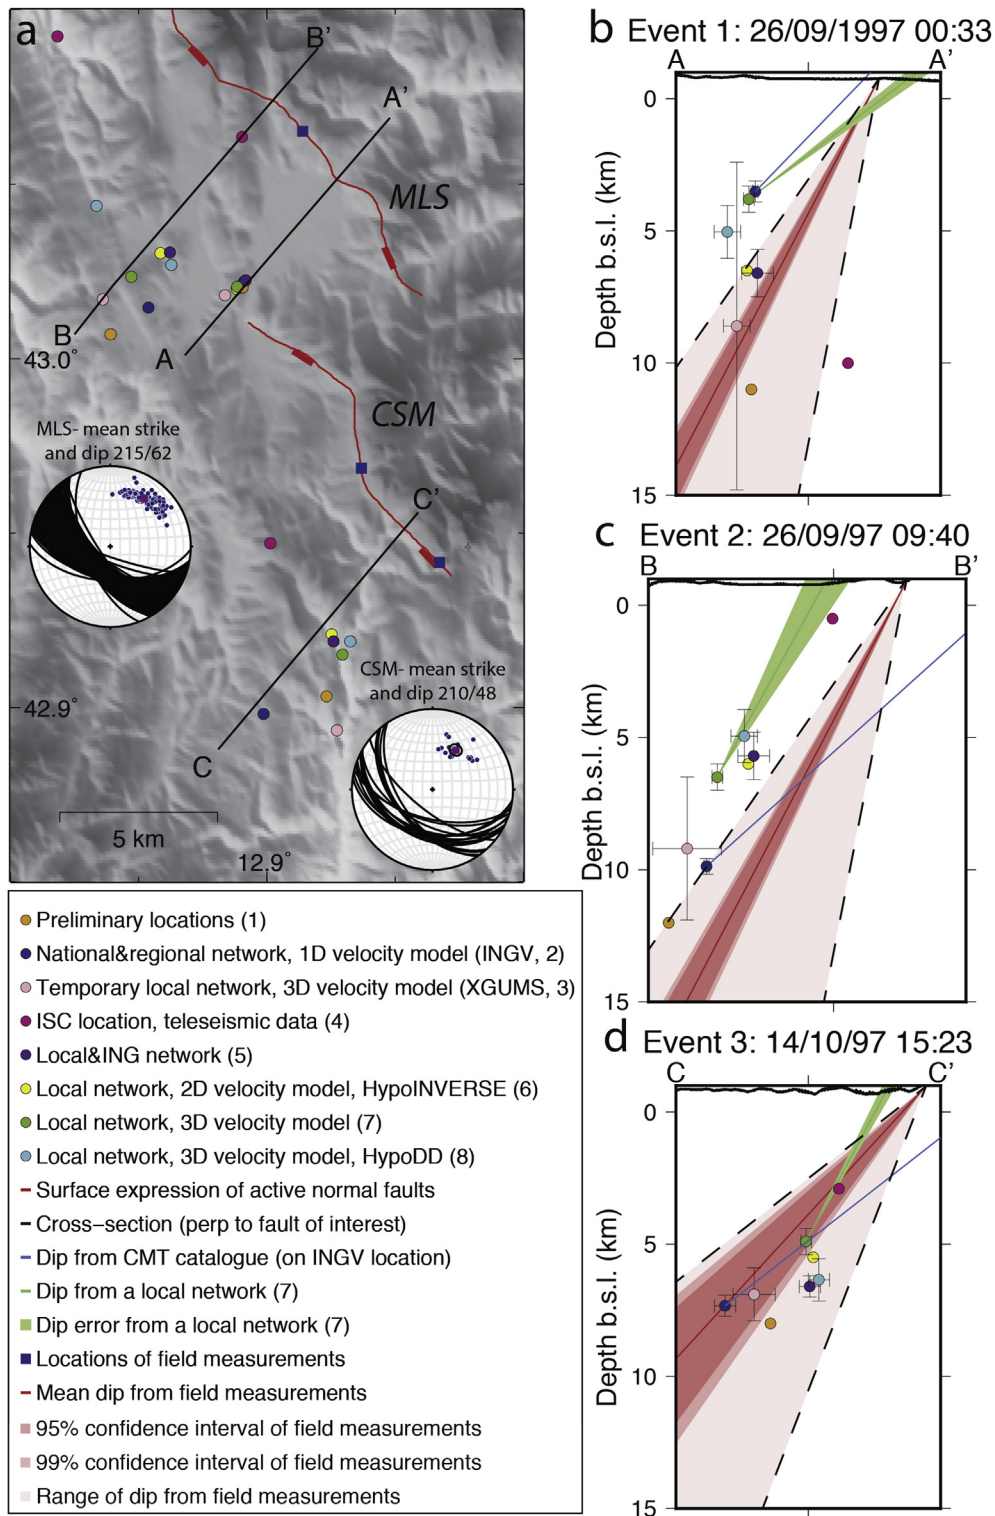 a
B'
A'
MLS
B
A
43.0°
CSM
MLS- mean strike
and dip 215/62
C'
CSM- mean strike
and dip 210/48
42.9°
C
5 km
12.9°
b Event 1: 26/09/1997 00:33
A A'
0
5
10
15
Depth b.s.l. (km)
c Event 2: 26/09/97 09:40
B B'
0
5
10
15
Depth b.s.l. (km)
d Event 3: 14/10/97 15:23
C C'
0
5
10
15
Depth b.s.l. (km)
Preliminary locations (1)
National&regional network, 1D velocity model (INGV, 2)
Temporary local network, 3D velocity model (XGUMS, 3)
ISC location, teleseismic data (4)
Local&ING network (5)
Local network, 2D velocity model, HypoINVERSE (6)
Local network, 3D velocity model (7)
Local network, 3D velocity model, HypoDD (8)
Surface expression of active normal faults
Cross-section (perp to fault of interest)
Dip from CMT catalogue (on INGV location)
Dip from a local network (7)
Dip error from a local network (7)
Locations of field measurements
Mean dip from field measurements
95% confidence interval of field measurements
99% confidence interval of field measurements
Range of dip from field measurements